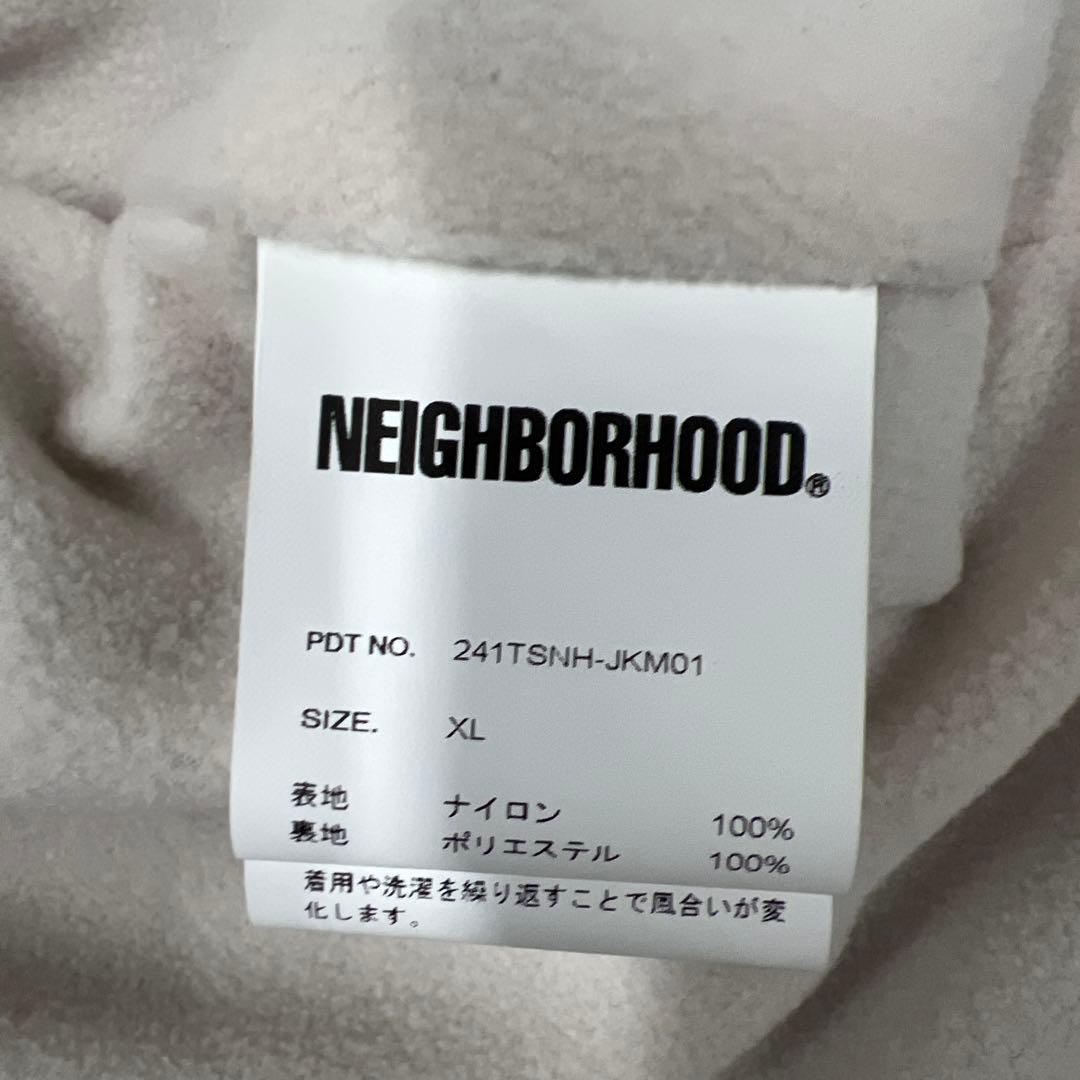 NEIGHBORHOOD®
PDT NO. 241TSNH-JKM01
SIZE. XL
表地 ナイロン 100%
裏地 ポリエステル 100%
着用や洗濯を繰り返すことで風合いが変
化します。